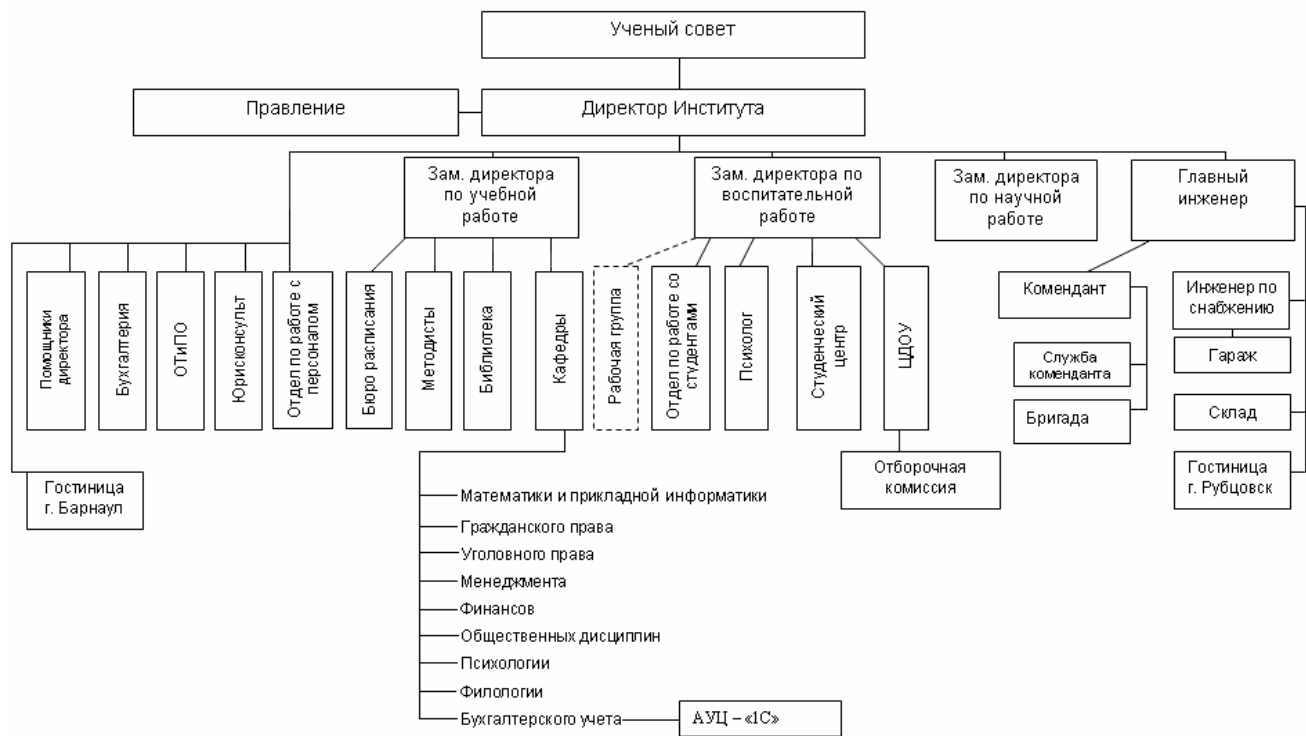 Ученый совет
Правление
Директор Института
Зам. директора
по учебной
работе
Зам. директора по
воспитательной
работе
Зам. директора
по научной
работе
Главный
инженер
Помощники
директора
Бухгалтерия
ОТиПО
Юрисконсульт
Отдел по работе с
персоналом
Бюро расписания
Методисты
Библиотека
Кафедры
Рабочая группа
Отдел по работе со
студентами
Психолог
Студенческий
центр
ЦДОУ
Комендант
Инженер по
снабжению
Служба
коменданта
Гараж
Бригада
Склад
Гостиница
г. Барнаул
Отборочная
комиссия
Гостиница
г. Рубцовск
Математики и прикладной информатики
Гражданского права
Уголовного права
Менеджмента
Финансов
Общественных дисциплин
Психологии
Филологии
Бухгалтерского учета
АУЦ – «1С»